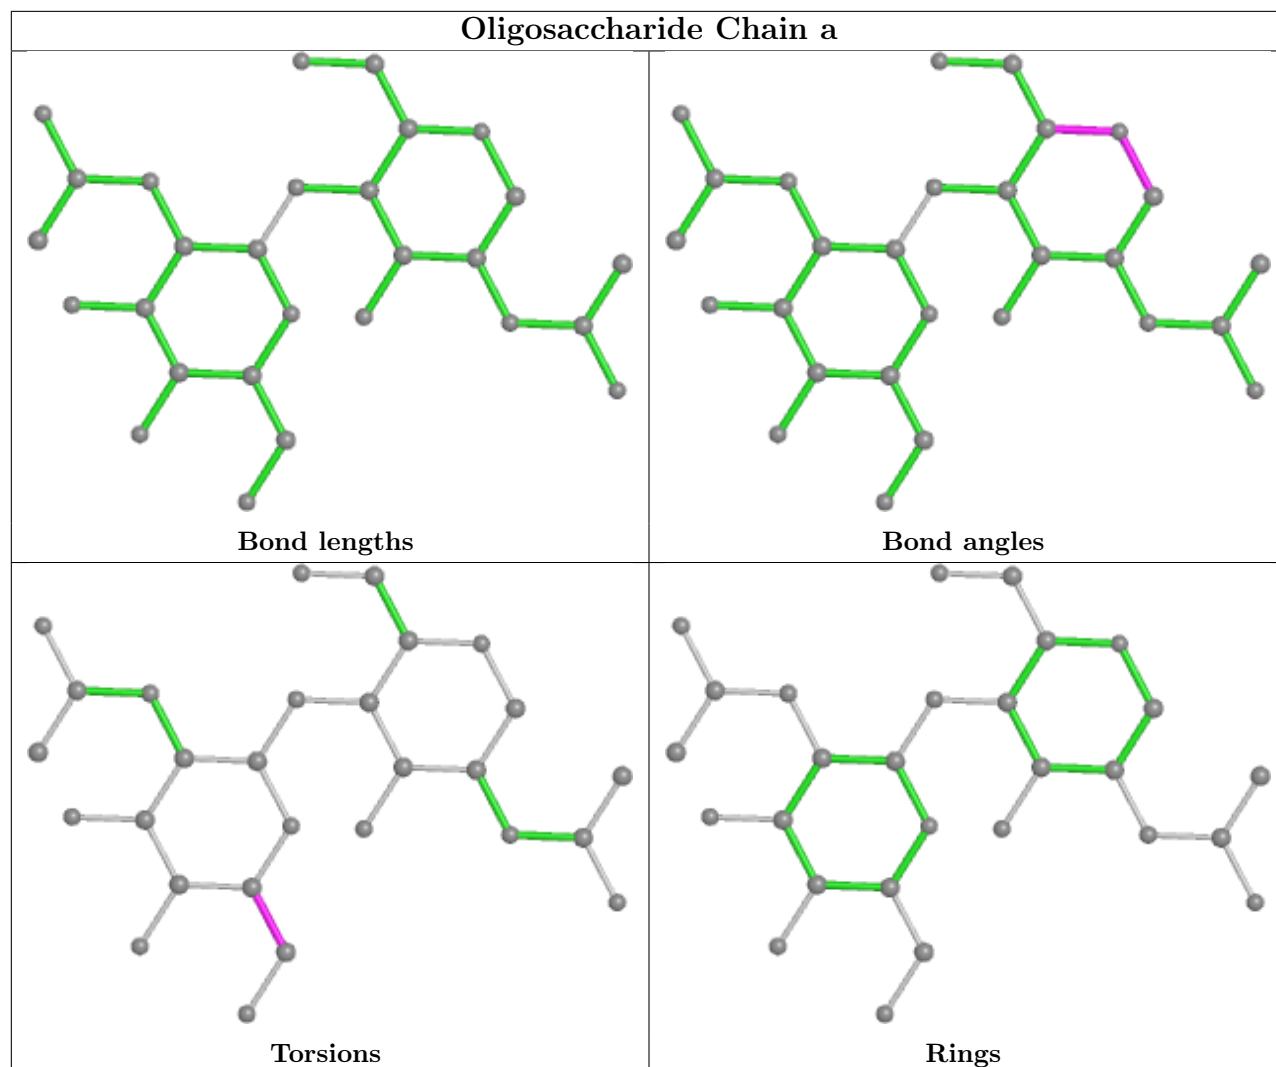 Oligosaccharide Chain a
Bond lengths
Bond angles
Torsions
Rings